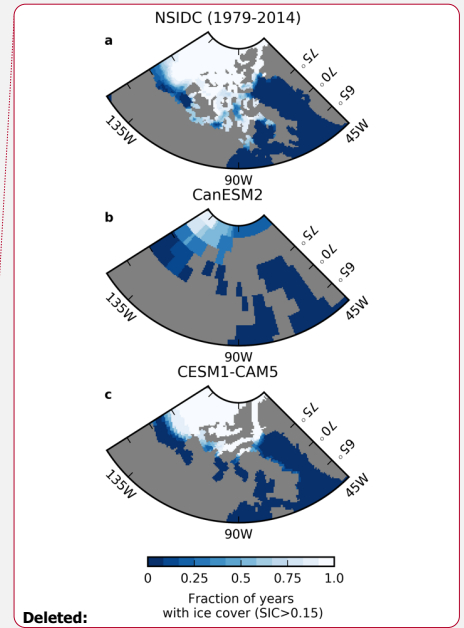 NSIDC (1979-2014)
a
75
70
65
135W
45W
90W
CanESM2
b
75
70
65
135W
45W
90W
CESM1-CAM5
c
75
70
65
135W
45W
90W
0 0.25 0.5 0.75 1.0
Fraction of years
with ice cover (SIC>0.15)
Deleted: